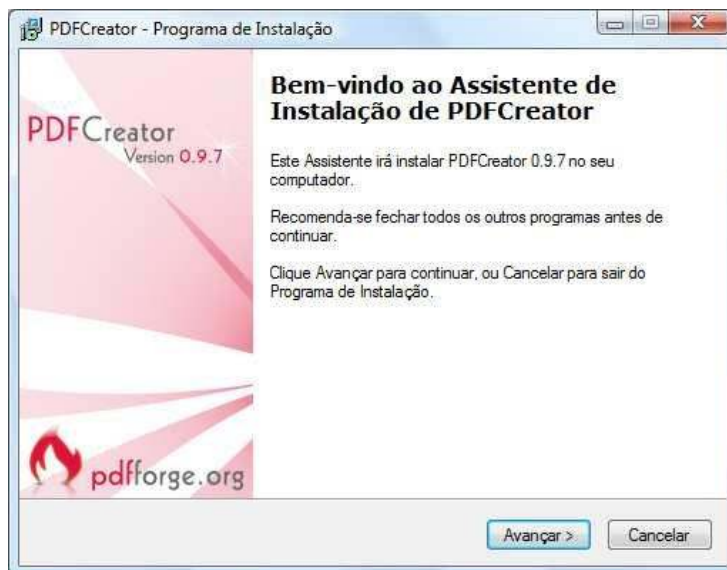 PDFCreator - Programa de Instalação
PDFCreator
Version 0.9.7
Bem-vindo ao Assistente de
Instalação de PDFCreator
Este Assistente irá instalar PDFCreator 0.9.7 no seu
computador.
Recomenda-se fechar todos os outros programas antes de
continuar.
Clique Avançar para continuar, ou Cancelar para sair do
Programa de Instalação.
pdfforge.org
Avançar >
Cancelar